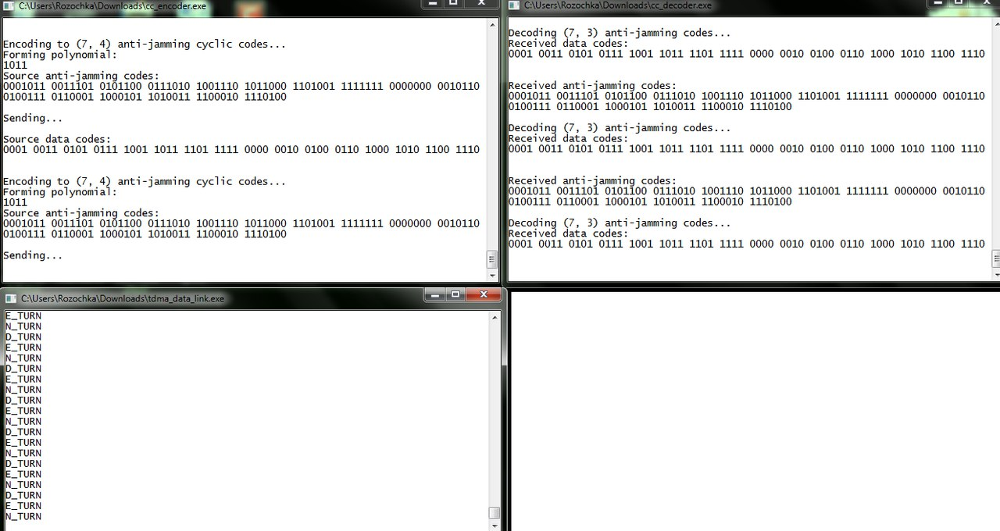 C:\Users\Rozochka\Downloads\cc_encoder.exe
Encoding to (7, 4) anti-jamming cyclic codes...
Forming polynomial:
1011
Source anti-jamming codes:
0001011 0011101 0101100 0111010 1001110 1011000 1101001 1111111 0000000 0010110
0100111 0110001 1000101 1010011 1100010 1110100
Sending...
Source data codes:
0001 0011 0101 0111 1001 1011 1101 1111 0000 0010 0100 0110 1000 1010 1100 1110
Encoding to (7, 4) anti-jamming cyclic codes...
Forming polynomial:
1011
Source anti-jamming codes:
0001011 0011101 0101100 0111010 1001110 1011000 1101001 1111111 0000000 0010110
0100111 0110001 1000101 1010011 1100010 1110100
Sending...
C:\Users\Rozochka\Downloads\cc_decoder.exe
Decoding (7, 3) anti-jamming codes...
Received data codes:
0001 0011 0101 0111 1001 1011 1101 1111 0000 0010 0100 0110 1000 1010 1100 1110
Received anti-jamming codes:
0001011 0011101 0101100 0111010 1001110 1011000 1101001 1111111 0000000 0010110
0100111 0110001 1000101 1010011 1100010 1110100
Decoding (7, 3) anti-jamming codes...
Received data codes:
0001 0011 0101 0111 1001 1011 1101 1111 0000 0010 0100 0110 1000 1010 1100 1110
Received anti-jamming codes:
0001011 0011101 0101100 0111010 1001110 1011000 1101001 1111111 0000000 0010110
0100111 0110001 1000101 1010011 1100010 1110100
Decoding (7, 3) anti-jamming codes...
Received data codes:
0001 0011 0101 0111 1001 1011 1101 1111 0000 0010 0100 0110 1000 1010 1100 1110
C:\Users\Rozochka\Downloads\tdma_data_link.exe
E_TURN
N_TURN
D_TURN
E_TURN
N_TURN
D_TURN
E_TURN
N_TURN
D_TURN
E_TURN
N_TURN
D_TURN
E_TURN
N_TURN
D_TURN
E_TURN
N_TURN
D_TURN
E_TURN
N_TURN